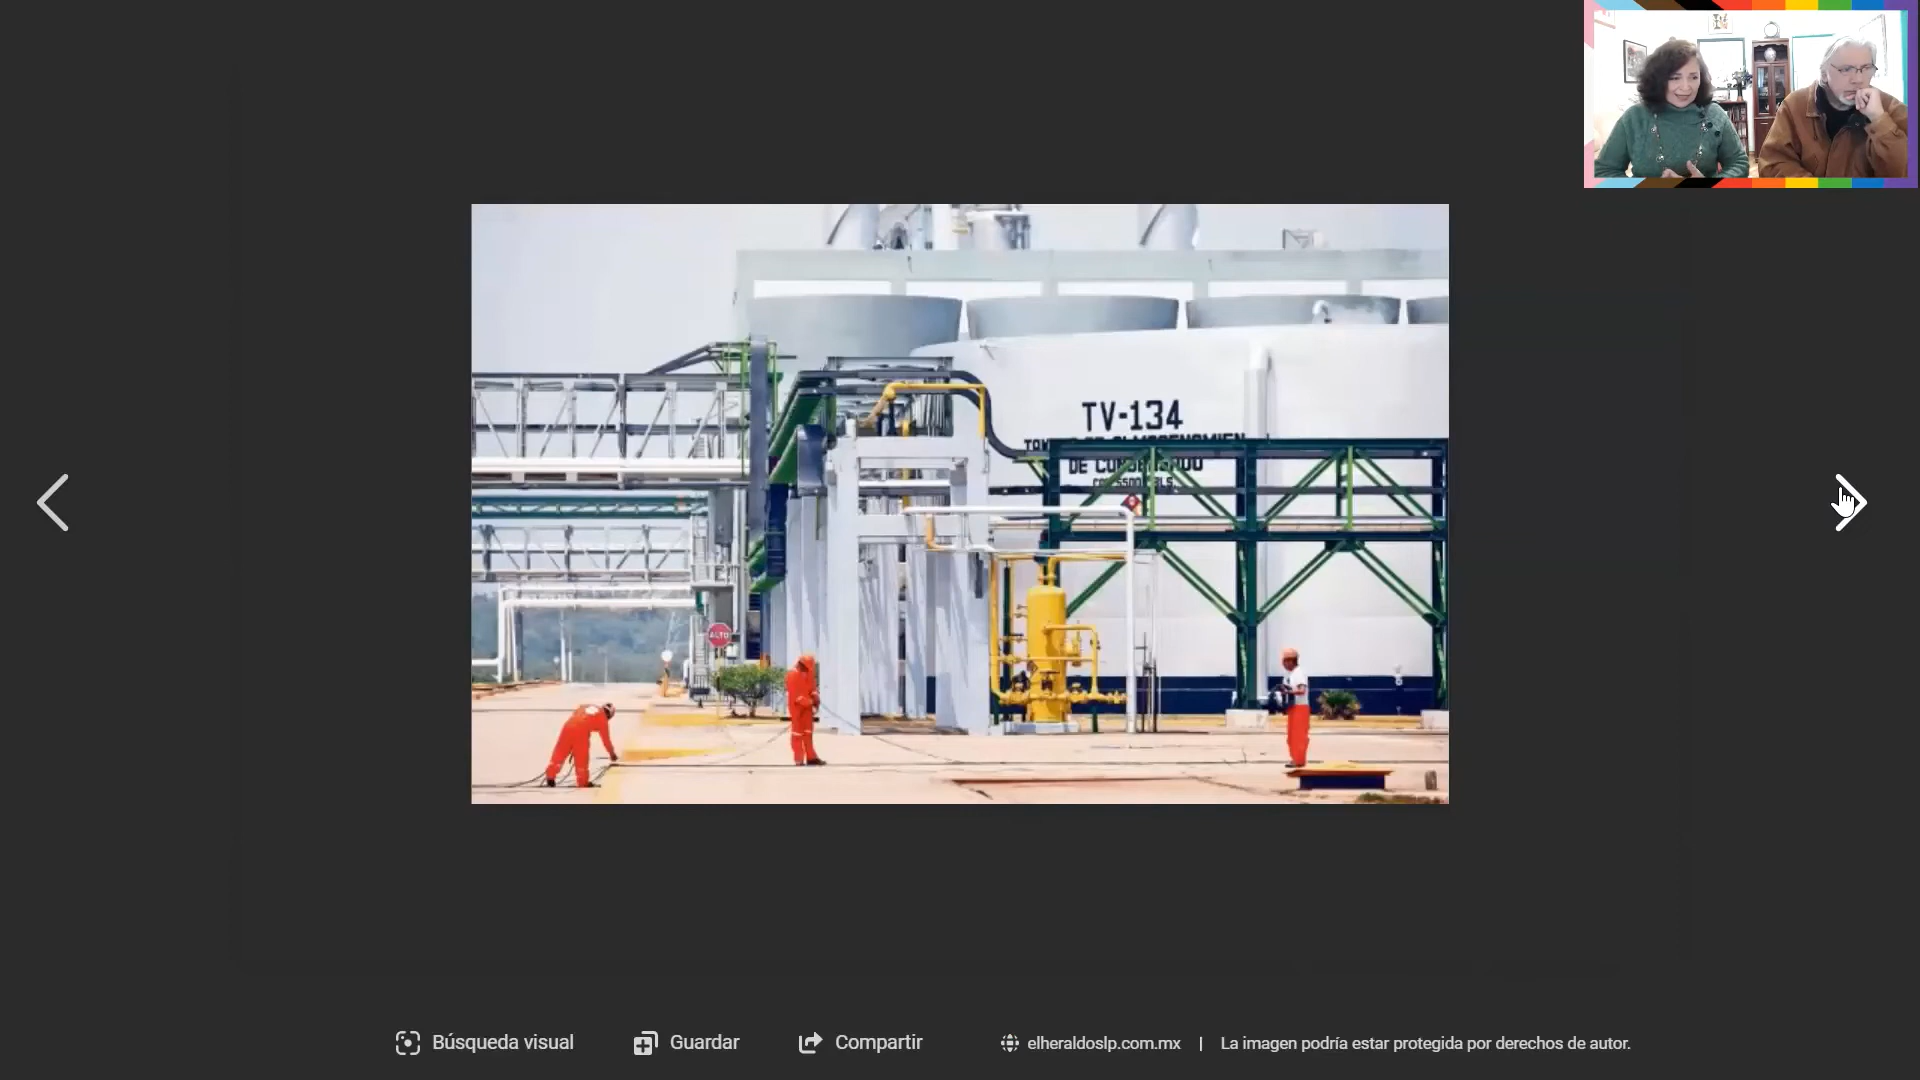 TV-134
DE CONDENSADO
ALTO
Búsqueda visual
Guardar
Compartir
elheraldoslp.com.mx | La imagen podría estar protegida por derechos de autor.